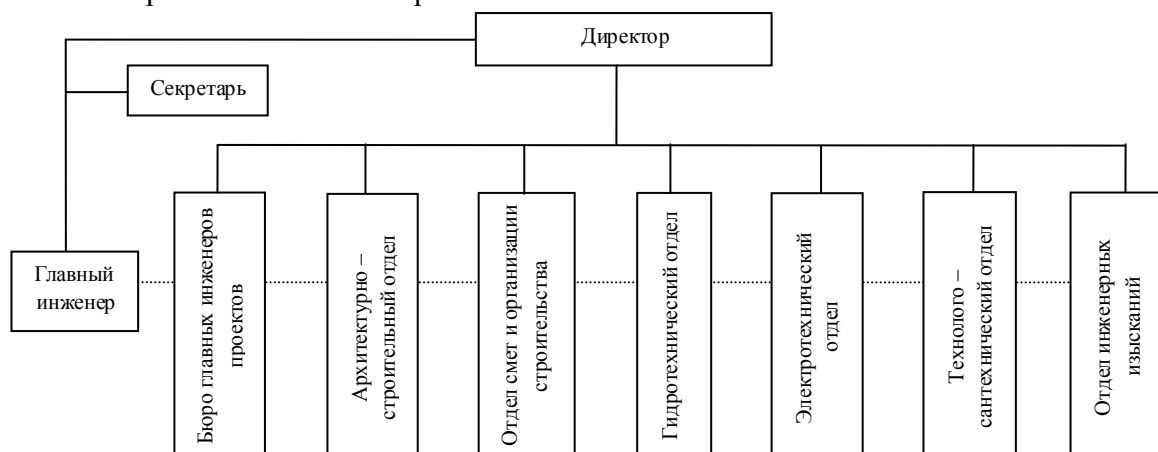 Директор
Секретарь
Главный
инженер
Бюро главных инженеров
проектов
Архитектурно –
строительный отдел
Отдел смет и организации
строительства
Гидротехнический отдел
Электротехнический
отдел
Технолого –
сантехнический отдел
Отдел инженерных
изысканий